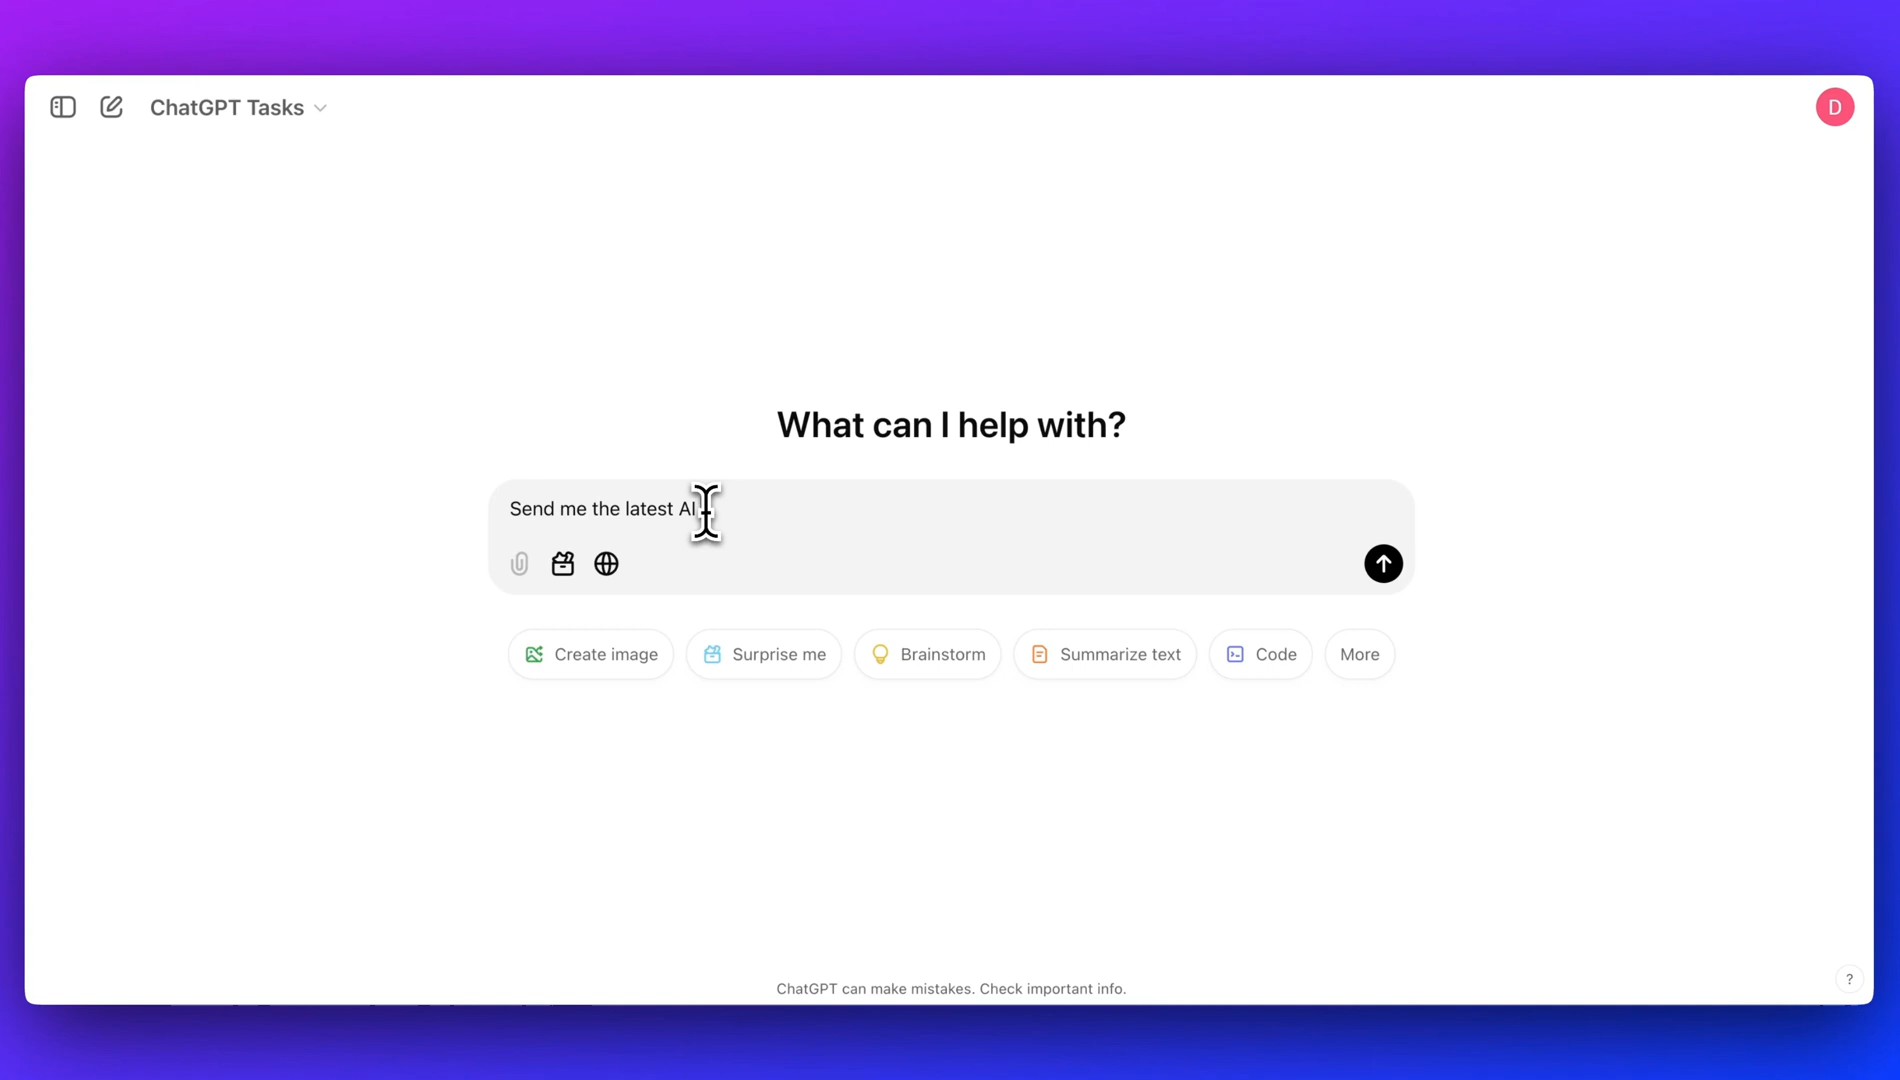 ChatGPT Tasks
D
What can I help with?
Send me the latest AI
Create image
Surprise me
Brainstorm
Summarize text
Code
More
ChatGPT can make mistakes. Check important info.
?